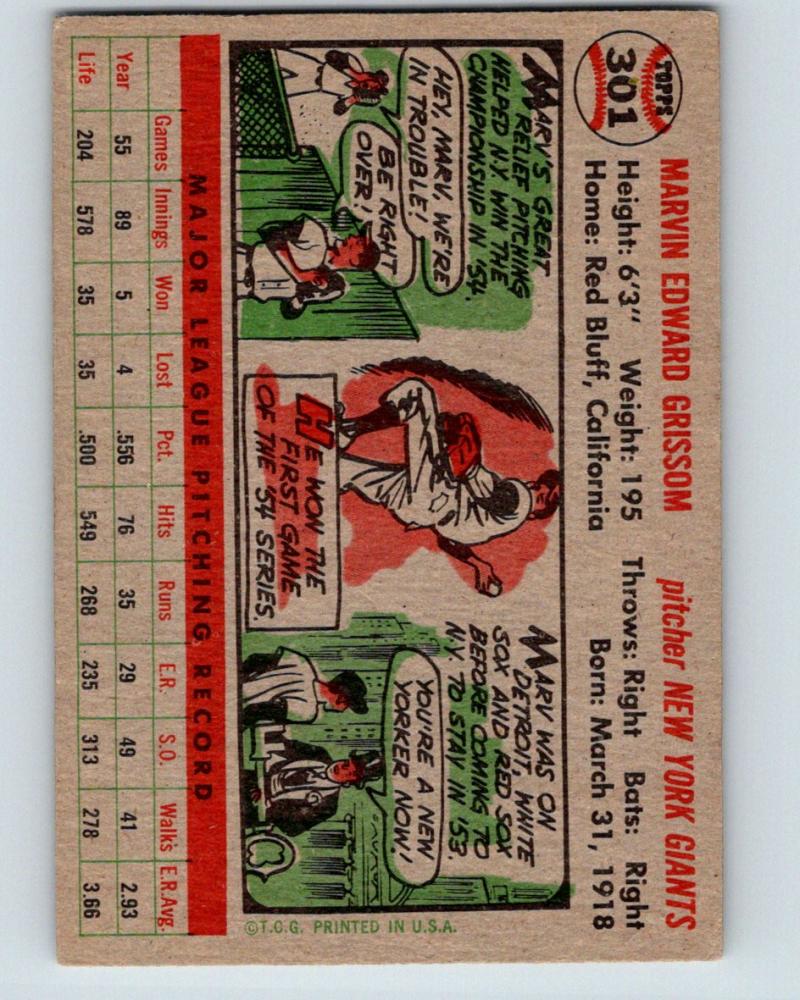 TOPPS
301
MARVIN EDWARD GRISSOM pitcher NEW YORK GIANTS
Height: 6'3" Weight: 195 Throws: Right Bats: Right
Home: Red Bluff, California Born: March 31, 1918
MARV'S GREAT
RELIEF PITCHING
HELPED N.Y. WIN THE
CHAMPIONSHIP IN '54.
HEY, MARV, WE'RE
IN TROUBLE!
BE RIGHT
OVER!
HE WON THE
FIRST GAME
OF THE '54 SERIES.
MARV WAS ON
DETROIT, WHITE
SOX AND RED SOX
BEFORE COMING TO
N.Y. TO STAY IN '53.
YOU'RE A NEW
YORKER NOW!
©T.C.G. PRINTED IN U.S.A.
MAJOR LEAGUE PITCHING RECORD
Games Innings Won Lost Pct. Hits Runs E.R. S.O. Walks E.R.Avg.
Year 55 89 5 4 .556 76 35 29 49 41 2.93
Life 204 578 35 35 .500 549 268 235 313 278 3.66